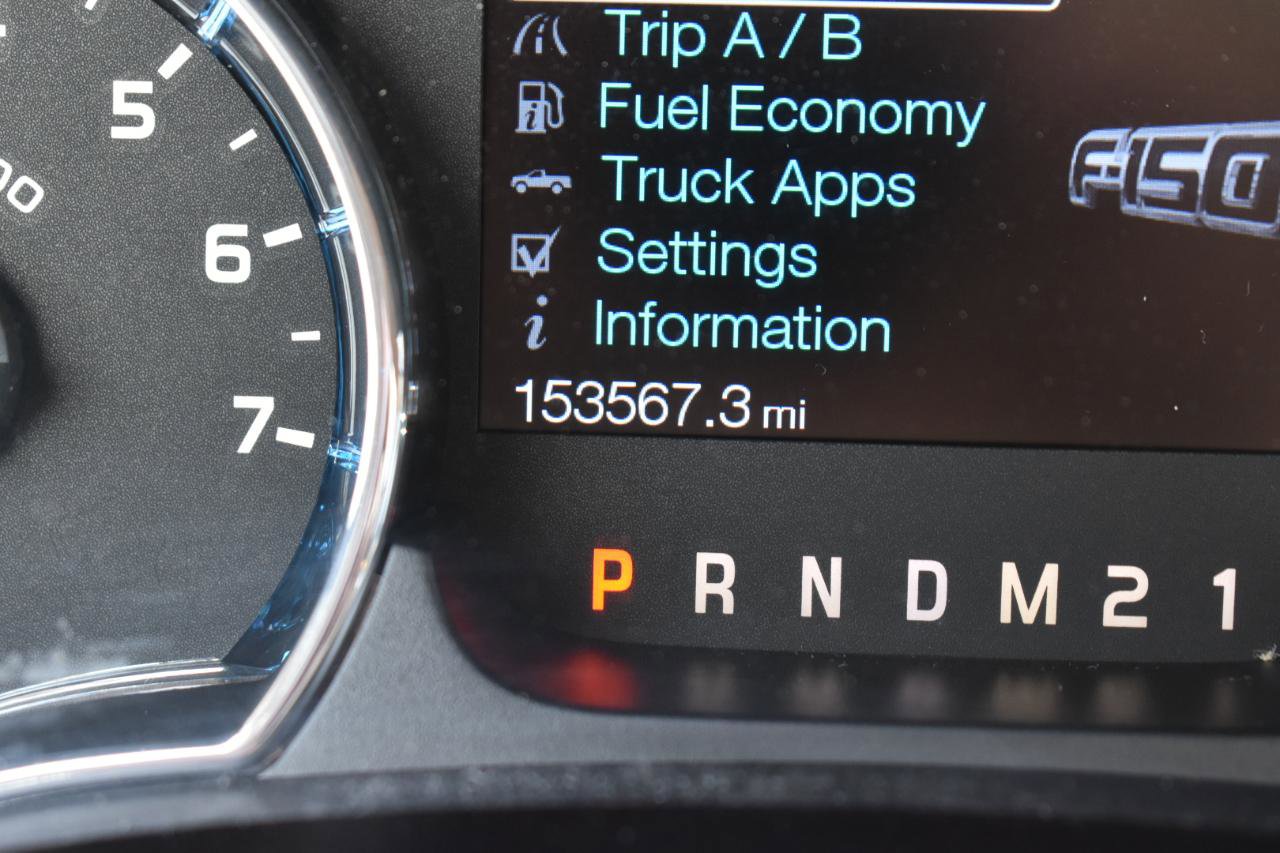 Trip A / B
Fuel Economy
Truck Apps
Settings
Information
153567.3 mi
F-150
5
6
7
P R N D M 2 1